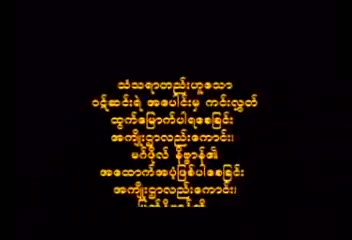 သံသရာတည်းဟူသော
ဝဋ်ဆင်းရဲ အပေါင်းမှ ကင်းလွှတ်
ထွက်မြောက်ပါရစေခြင်း
အကျိုးငှာလည်းကောင်း၊
မဂ်ဖိုလ် နိဗ္ဗာန်၏
အထောက်အပံ့ဖြစ်ပါစေခြင်း
အကျိုးငှာလည်းကောင်း၊